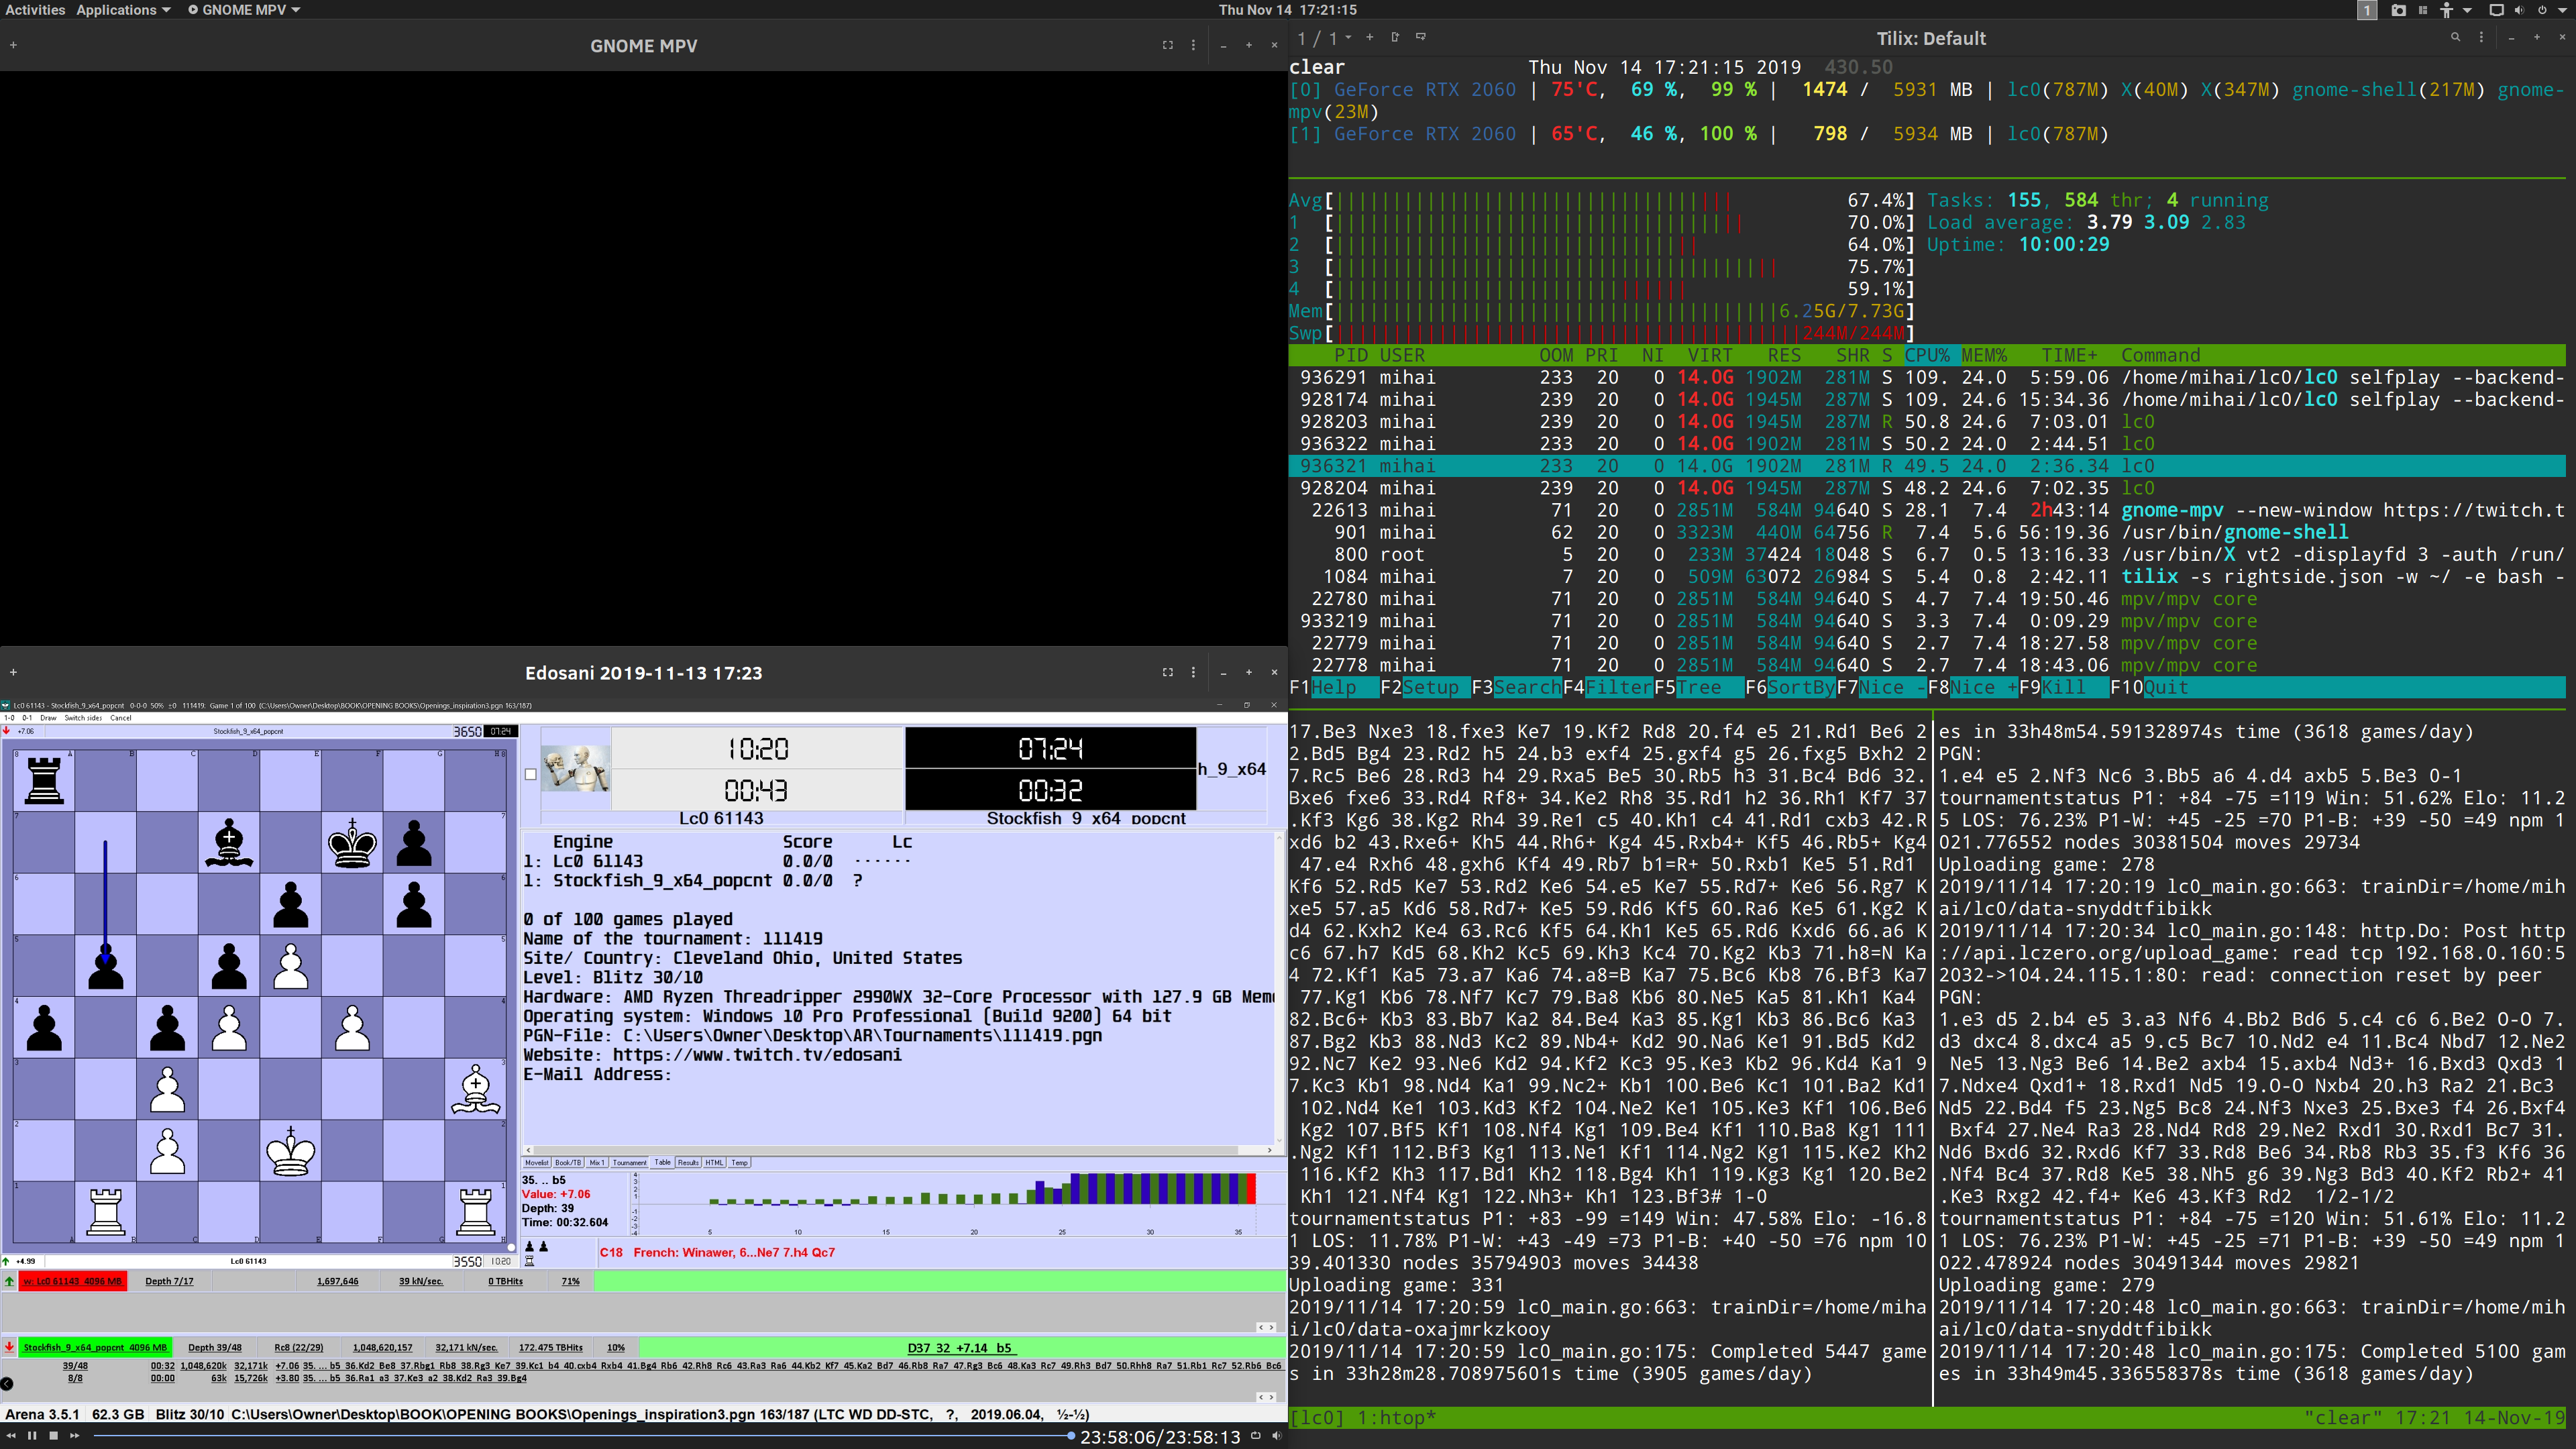 Activities Applications GNOME MPV Thu Nov 14 17:21:15 1
GNOME MPV
Edosani 2019-11-13 17:23
Lc0 61143 - Stockfish_9_x64_popcnt 0-0-0 50% ±0 111419: Game 1 of 100 (C:\Users\Owner\Desktop\BOOK\OPENING BOOKS\Openings_inspiration3.pgn 163/187)
1-0 0-1 Draw Switch sides Cancel
+7.06 Stockfish_9_x64_popcnt 3650 07:24
10:20 07:24
h_9_x64
00:43 00:32
Lc0 61143 Stockfish 9 x64 popcnt
Engine Score Lc
1: Lc0 61143 0.0/0 ······
1: Stockfish_9_x64_popcnt 0.0/0 ?
0 of 100 games played
Name of the tournament: 111419
Site/ Country: Cleveland Ohio, United States
Level: Blitz 30/10
Hardware: AMD Ryzen Threadripper 2990WX 32-Core Processor with 127.9 GB Mem
Operating system: Windows 10 Pro Professional (Build 9200) 64 bit
PGN-File: C:\Users\Owner\Desktop\AR\Tournaments\111419.pgn
Website: https://www.twitch.tv/edosani
E-Mail Address:
Movelist Book/TB Mix 1 Tournament Table Results HTML Temp
35. .. b5
Value: +7.06
Depth: 39
Time: 00:32.604
5 10 15 20 25 30 35
C18 French: Winawer, 6...Ne7 7.h4 Qc7
+4.99 Lc0 61143 3550 10:20
w: Lc0 61143 4096 MB Depth 7/17 1,697,646 39 kN/sec. 0 TBHits 71%
Stockfish_9_x64_popcnt 4096 MB Depth 39/48 Rc8 (22/29) 1,048,620,157 32,171 kN/sec. 172.475 TBHits 10% D37 32 +7.14 b5
39/48 00:32 1,048,620k 32,171k +7.06 35. ... b5 36.Kd2 Be8 37.Rbg1 Rb8 38.Rg3 Ke7 39.Kc1 b4 40.cxb4 Rxb4 41.Bg4 Rb6 42.Rh8 Rc6 43.Ra3 Ra6 44.Kb2 Kf7 45.Ka2 Bd7 46.Rb8 Ra7 47.Rg3 Bc6 48.Ka3 Rc7 49.Rh3 Bd7 50.Rhh8 Ra7 51.Rb1 Rc7 52.Rb6 Bc6
8/8 00:00 63k 15,726k +3.80 35. ... b5 36.Ra1 a3 37.Ke3 a2 38.Kd2 Ra3 39.Bg4
Arena 3.5.1 62.3 GB Blitz 30/10 C:\Users\Owner\Desktop\BOOK\OPENING BOOKS\Openings_inspiration3.pgn 163/187 (LTC WD DD-STC, ?, 2019.06.04, ½-½)
23:58:06/23:58:13
1 / 1 Tilix: Default
clear Thu Nov 14 17:21:15 2019 430.50
[0] GeForce RTX 2060 | 75'C, 69 %, 99 % | 1474 / 5931 MB | lc0(787M) X(40M) X(347M) gnome-shell(217M) gnome-
mpv(23M)
[1] GeForce RTX 2060 | 65'C, 46 %, 100 % | 798 / 5934 MB | lc0(787M)
Avg[ 67.4%] Tasks: 155, 584 thr; 4 running
1 [ 70.0%] Load average: 3.79 3.09 2.83
2 [ 64.0%] Uptime: 10:00:29
3 [ 75.7%]
4 [ 59.1%]
Mem[ 6.25G/7.73G]
Swp[ 244M/244M]
PID USER OOM PRI NI VIRT RES SHR S CPU% MEM% TIME+ Command
936291 mihai 233 20 0 14.0G 1902M 281M S 109. 24.0 5:59.06 /home/mihai/lc0/lc0 selfplay --backend-
928174 mihai 239 20 0 14.0G 1945M 287M S 109. 24.6 15:34.36 /home/mihai/lc0/lc0 selfplay --backend-
928203 mihai 239 20 0 14.0G 1945M 287M R 50.8 24.6 7:03.01 lc0
936322 mihai 233 20 0 14.0G 1902M 281M S 50.2 24.0 2:44.51 lc0
936321 mihai 233 20 0 14.0G 1902M 281M R 49.5 24.0 2:36.34 lc0
928204 mihai 239 20 0 14.0G 1945M 287M S 48.2 24.6 7:02.35 lc0
22613 mihai 71 20 0 2851M 584M 94640 S 28.1 7.4 2h43:14 gnome-mpv --new-window https://twitch.t
901 mihai 62 20 0 3323M 440M 64756 R 7.4 5.6 56:19.36 /usr/bin/gnome-shell
800 root 5 20 0 233M 37424 18048 S 6.7 0.5 13:16.33 /usr/bin/X vt2 -displayfd 3 -auth /run/
1084 mihai 7 20 0 509M 63072 26984 S 5.4 0.8 2:42.11 tilix -s rightside.json -w ~/ -e bash -
22780 mihai 71 20 0 2851M 584M 94640 S 4.7 7.4 19:50.46 mpv/mpv core
933219 mihai 71 20 0 2851M 584M 94640 S 3.3 7.4 0:09.29 mpv/mpv core
22779 mihai 71 20 0 2851M 584M 94640 S 2.7 7.4 18:27.58 mpv/mpv core
22778 mihai 71 20 0 2851M 584M 94640 S 2.7 7.4 18:43.06 mpv/mpv core
F1Help F2Setup F3SearchF4FilterF5Tree F6SortByF7Nice -F8Nice +F9Kill F10Quit
17.Be3 Nxe3 18.fxe3 Ke7 19.Kf2 Rd8 20.f4 e5 21.Rd1 Be6 2
2.Bd5 Bg4 23.Rd2 h5 24.b3 exf4 25.gxf4 g5 26.fxg5 Bxh2 2
7.Rc5 Be6 28.Rd3 h4 29.Rxa5 Be5 30.Rb5 h3 31.Bc4 Bd6 32.
Bxe6 fxe6 33.Rd4 Rf8+ 34.Ke2 Rh8 35.Rd1 h2 36.Rh1 Kf7 37
.Kf3 Kg6 38.Kg2 Rh4 39.Re1 c5 40.Kh1 c4 41.Rd1 cxb3 42.R
xd6 b2 43.Rxe6+ Kh5 44.Rh6+ Kg4 45.Rxb4+ Kf5 46.Rb5+ Kg4
47.e4 Rxh6 48.gxh6 Kf4 49.Rb7 b1=R+ 50.Rxb1 Ke5 51.Rd1
Kf6 52.Rd5 Ke7 53.Rd2 Ke6 54.e5 Ke7 55.Rd7+ Ke6 56.Rg7 K
xe5 57.a5 Kd6 58.Rd7+ Ke5 59.Rd6 Kf5 60.Ra6 Ke5 61.Kg2 K
d4 62.Kxh2 Ke4 63.Rc6 Kf5 64.Kh1 Ke5 65.Rd6 Kxd6 66.a6 K
c6 67.h7 Kd5 68.Kh2 Kc5 69.Kh3 Kc4 70.Kg2 Kb3 71.h8=N Ka
4 72.Kf1 Ka5 73.a7 Ka6 74.a8=B Ka7 75.Bc6 Kb8 76.Bf3 Ka7
77.Kg1 Kb6 78.Nf7 Kc7 79.Ba8 Kb6 80.Ne5 Ka5 81.Kh1 Ka4
82.Bc6+ Kb3 83.Bb7 Ka2 84.Be4 Ka3 85.Kg1 Kb3 86.Bc6 Ka3
87.Bg2 Kb3 88.Nd3 Kc2 89.Nb4+ Kd2 90.Na6 Ke1 91.Bd5 Kd2
92.Nc7 Ke2 93.Ne6 Kd2 94.Kf2 Kc3 95.Ke3 Kb2 96.Kd4 Ka1 9
7.Kc3 Kb1 98.Nd4 Ka1 99.Nc2+ Kb1 100.Be6 Kc1 101.Ba2 Kd1
102.Nd4 Ke1 103.Kd3 Kf2 104.Ne2 Ke1 105.Ke3 Kf1 106.Be6
Kg2 107.Bf5 Kf1 108.Nf4 Kg1 109.Be4 Kf1 110.Ba8 Kg1 111
.Ng2 Kf1 112.Bf3 Kg1 113.Ne1 Kf1 114.Ng2 Kg1 115.Ke2 Kh2
116.Kf2 Kh3 117.Bd1 Kh2 118.Bg4 Kh1 119.Kg3 Kg1 120.Be2
Kh1 121.Nf4 Kg1 122.Nh3+ Kh1 123.Bf3# 1-0
tournamentstatus P1: +83 -99 =149 Win: 47.58% Elo: -16.8
1 LOS: 11.78% P1-W: +43 -49 =73 P1-B: +40 -50 =76 npm 10
39.401330 nodes 35794903 moves 34438
Uploading game: 331
2019/11/14 17:20:59 lc0_main.go:663: trainDir=/home/miha
i/lc0/data-oxajmrkzkooy
2019/11/14 17:20:59 lc0_main.go:175: Completed 5447 game
s in 33h28m28.708975601s time (3905 games/day)
es in 33h48m54.591328974s time (3618 games/day)
PGN:
1.e4 e5 2.Nf3 Nc6 3.Bb5 a6 4.d4 axb5 5.Be3 0-1
tournamentstatus P1: +84 -75 =119 Win: 51.62% Elo: 11.2
5 LOS: 76.23% P1-W: +45 -25 =70 P1-B: +39 -50 =49 npm 1
021.776552 nodes 30381504 moves 29734
Uploading game: 278
2019/11/14 17:20:19 lc0_main.go:663: trainDir=/home/mih
ai/lc0/data-snyddtfibikk
2019/11/14 17:20:34 lc0_main.go:148: http.Do: Post http
://api.lczero.org/upload_game: read tcp 192.168.0.160:5
2032->104.24.115.1:80: read: connection reset by peer
PGN:
1.e3 d5 2.b4 e5 3.a3 Nf6 4.Bb2 Bd6 5.c4 c6 6.Be2 O-O 7.
d3 dxc4 8.dxc4 a5 9.c5 Bc7 10.Nd2 e4 11.Bc4 Nbd7 12.Ne2
Ne5 13.Ng3 Be6 14.Be2 axb4 15.axb4 Nd3+ 16.Bxd3 Qxd3 1
7.Ndxe4 Qxd1+ 18.Rxd1 Nd5 19.O-O Nxb4 20.h3 Ra2 21.Bc3
Nd5 22.Bd4 f5 23.Ng5 Bc8 24.Nf3 Nxe3 25.Bxe3 f4 26.Bxf4
Bxf4 27.Ne4 Ra3 28.Nd4 Rd8 29.Ne2 Rxd1 30.Rxd1 Bc7 31.
Nd6 Bxd6 32.Rxd6 Kf7 33.Rd8 Be6 34.Rb8 Rb3 35.f3 Kf6 36
.Nf4 Bc4 37.Rd8 Ke5 38.Nh5 g6 39.Ng3 Bd3 40.Kf2 Rb2+ 41
.Ke3 Rxg2 42.f4+ Ke6 43.Kf3 Rd2 1/2-1/2
tournamentstatus P1: +84 -75 =120 Win: 51.61% Elo: 11.2
1 LOS: 76.23% P1-W: +45 -25 =71 P1-B: +39 -50 =49 npm 1
022.478924 nodes 30491344 moves 29821
Uploading game: 279
2019/11/14 17:20:48 lc0_main.go:663: trainDir=/home/mih
ai/lc0/data-snyddtfibikk
2019/11/14 17:20:48 lc0_main.go:175: Completed 5100 gam
es in 33h49m45.336558378s time (3618 games/day)
[lc0] 1:htop* "clear" 17:21 14-Nov-19